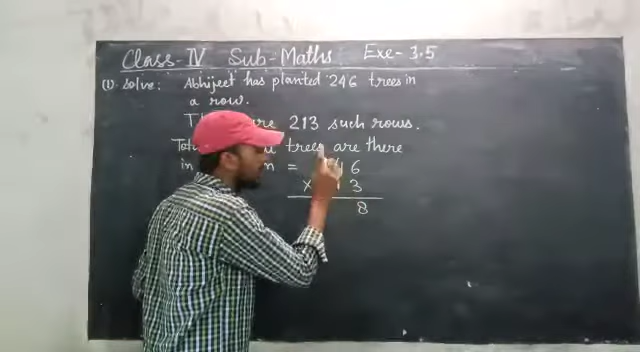 Class-IV Sub-Maths Exe-3.5
(1) Solve: Abhijeet has planted 246 trees in
a row.
213 such rows.
trees are there
in = 6
x 3
8